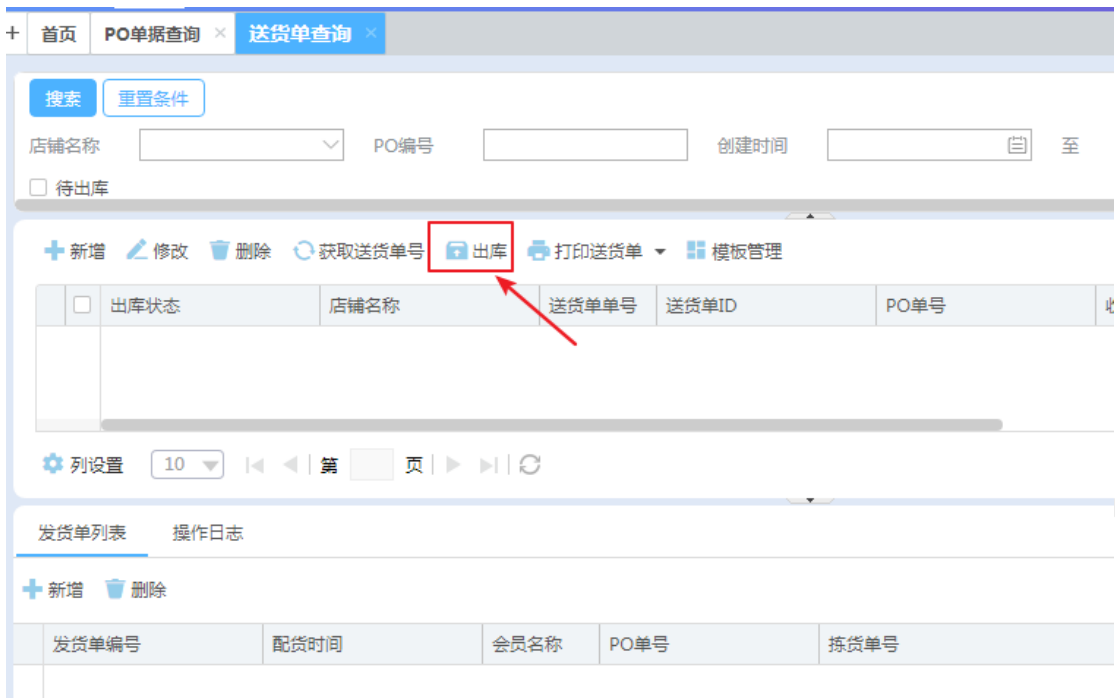 + 首页 PO单据查询 × 送货单查询 ×
搜索 重置条件
店铺名称 PO编号 创建时间 至
待出库
新增 修改 删除 获取送货单号 出库 打印送货单 模板管理
出库状态 店铺名称 送货单单号 送货单ID PO单号
列设置 10 第 页
发货单列表 操作日志
新增 删除
发货单编号 配货时间 会员名称 PO单号 拣货单号